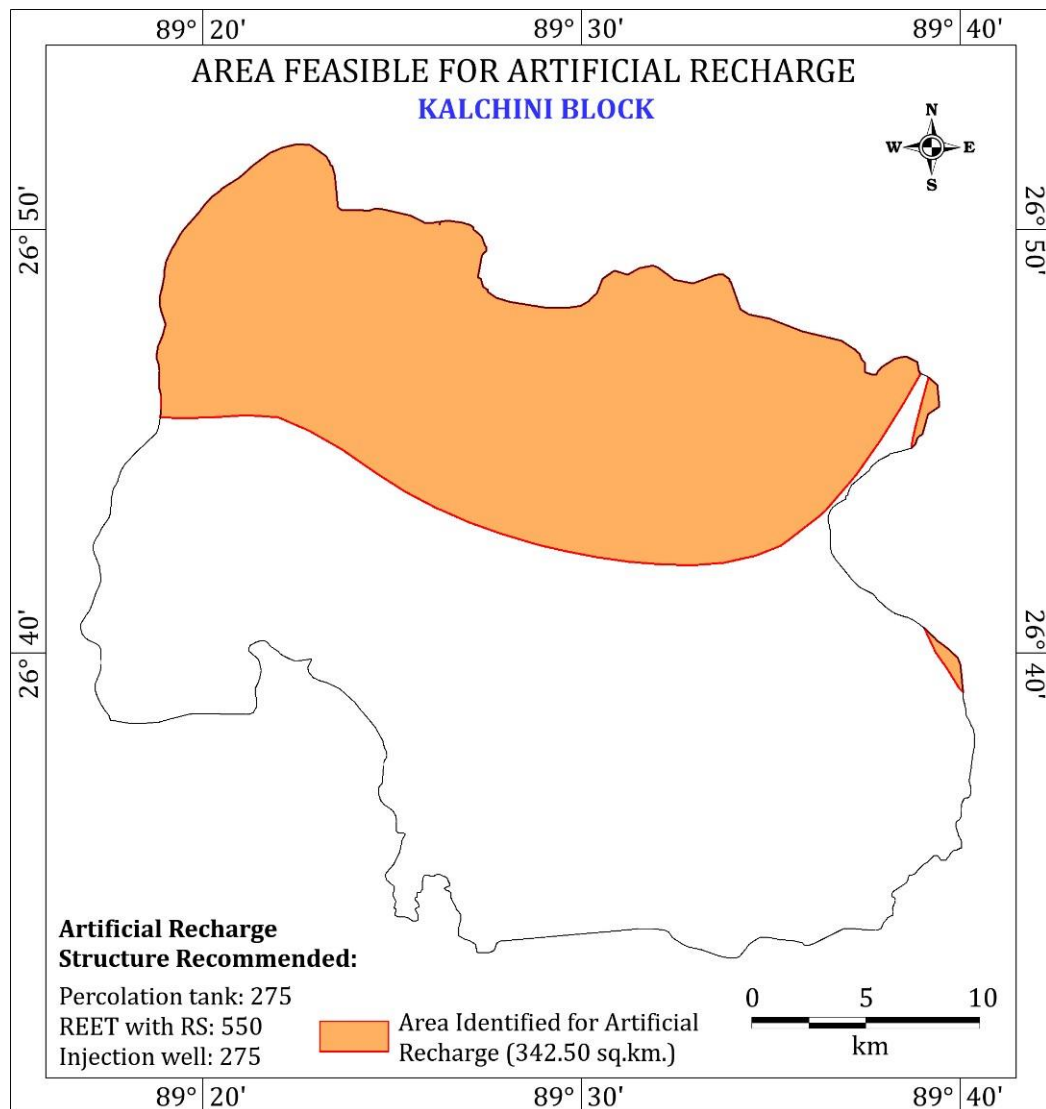 89° 20' 89° 30' 89° 40'
AREA FEASIBLE FOR ARTIFICIAL RECHARGE
KALCHINI BLOCK
N
W E
S
26° 50' 26° 50'
26° 40' 26° 40'
Artificial Recharge
Structure Recommended:
Percolation tank: 275
REET with RS: 550
Injection well: 275
Area Identified for Artificial
Recharge (342.50 sq.km.)
0 5 10
km
89° 20' 89° 30' 89° 40'